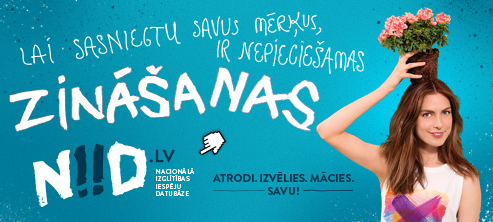 LAI SASNIEGTU SAVUS MĒRĶUS,
IR NEPIECIEŠAMAS
ZINĀŠANAS
N!!D.LV
NACIONĀLĀ
IZGLĪTĪBAS
IESPĒJU
DATUBĀZE
ATRODI. IZVĒLIES. MĀCIES.
SAVU!